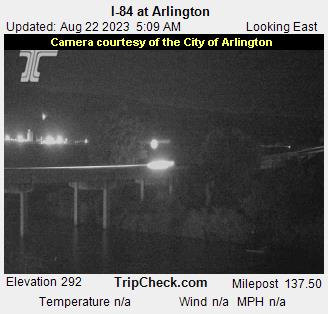 I-84 at Arlington
Updated: Aug 22 2023 5:09 AM Looking East
Camera courtesy of the City of Arlington
Elevation 292 TripCheck.com Milepost 137.50
Temperature n/a Wind n/a MPH n/a